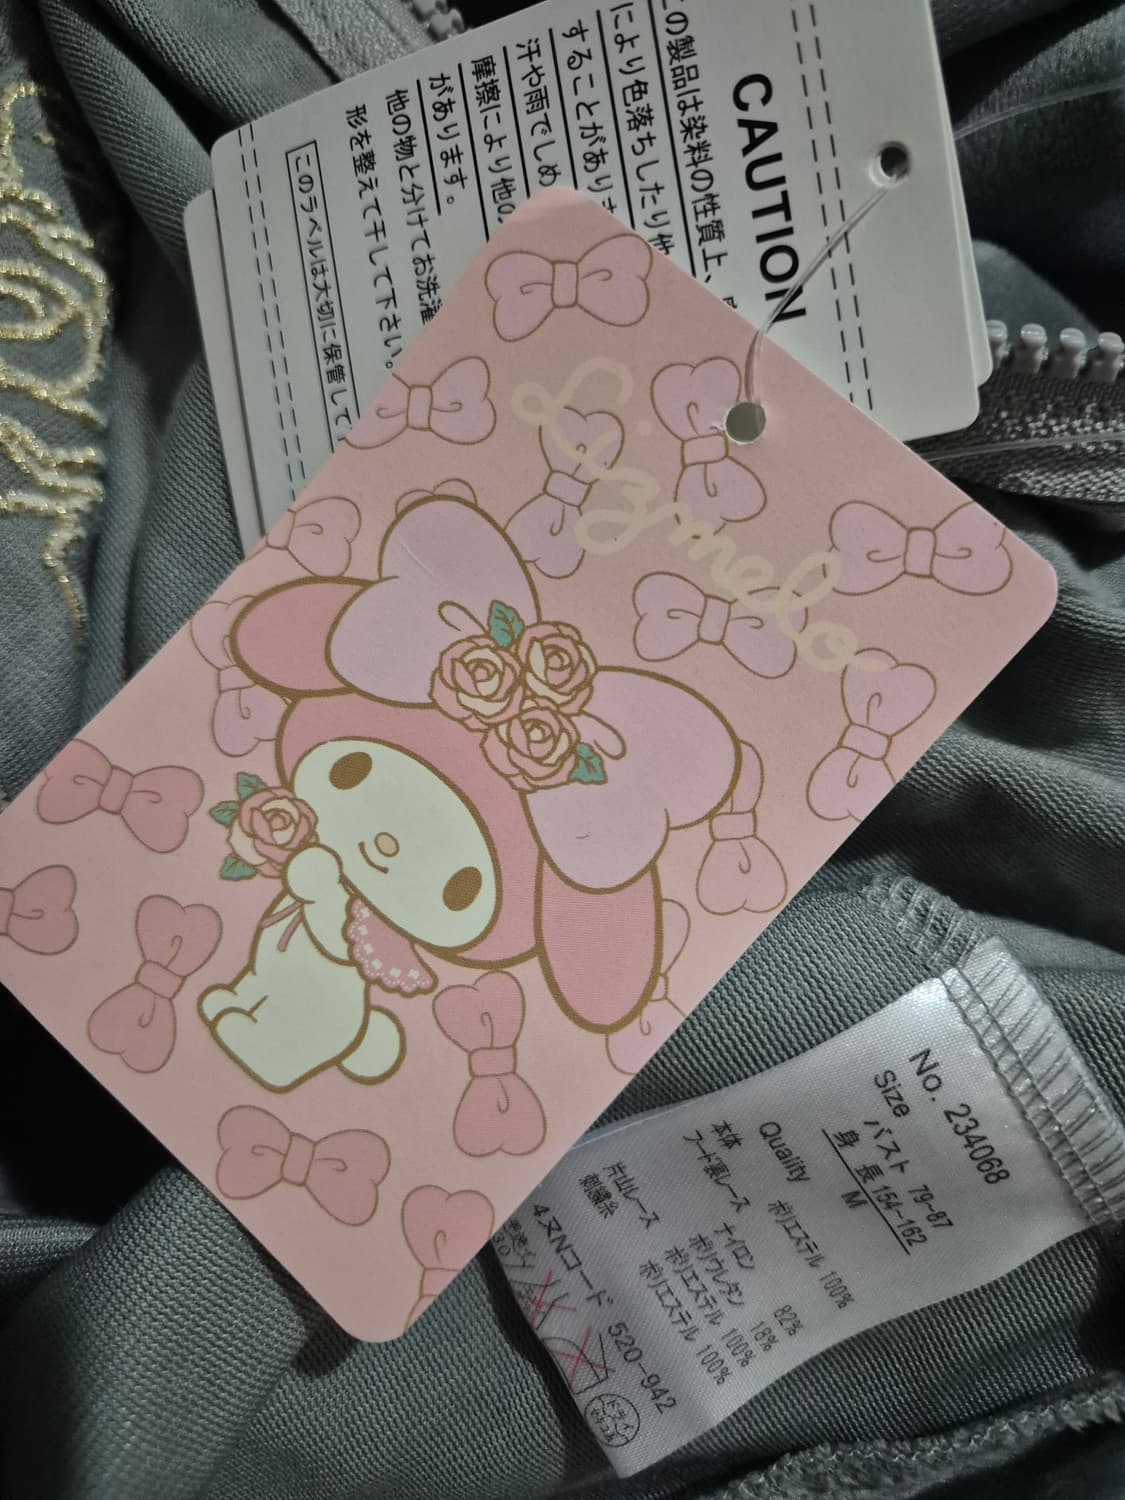 CAUTION
この製品は染料の性質上、
により色落ちしたり他
することがあり
汗や雨でしめ
摩擦により他の
があります。
他の物と分けてお洗濯
形を整えて干して下さい。
このラベルは大切に保管して
Lizmelo
No. 234068
Size バスト 79~87
身長 154~162
M
Quality
本体 ポリエステル 100%
フード裏レース ナイロン 82%
ポリウレタン 18%
片山レース ポリエステル 100%
刺繍糸 ポリエステル 100%
4ヌNコード 520-942